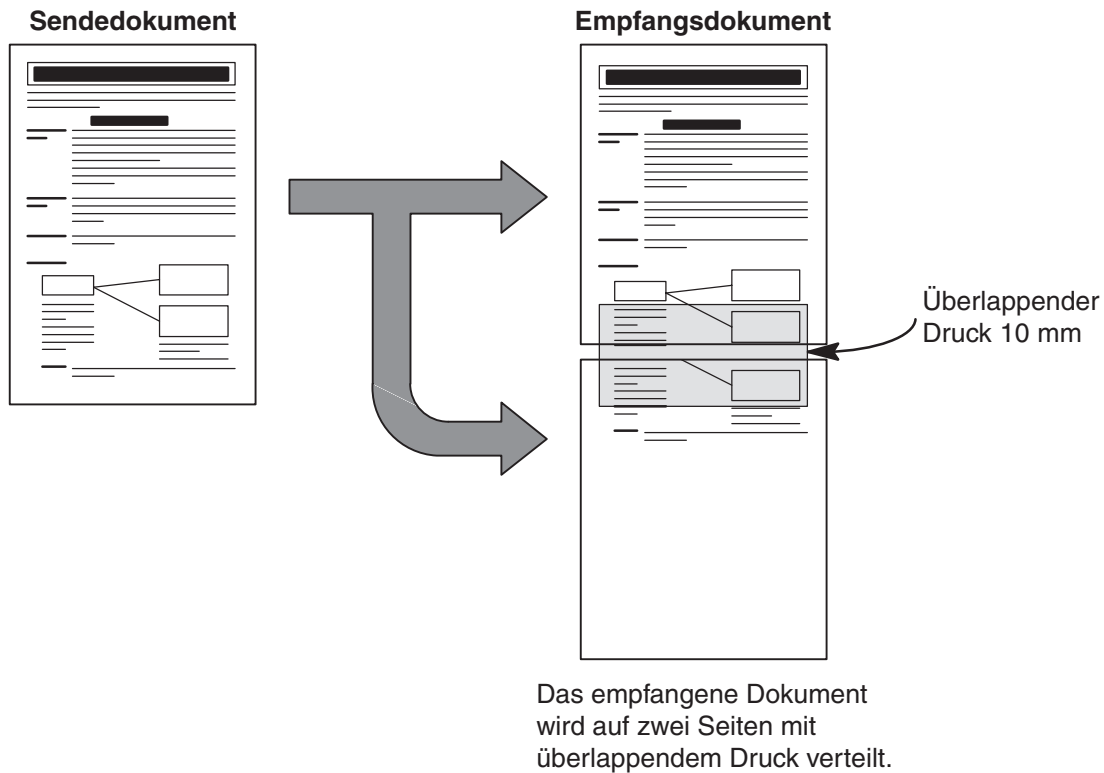 Sendedokument
Empfangsdokument
Überlappender
Druck 10 mm
Das empfangene Dokument
wird auf zwei Seiten mit
überlappendem Druck verteilt.